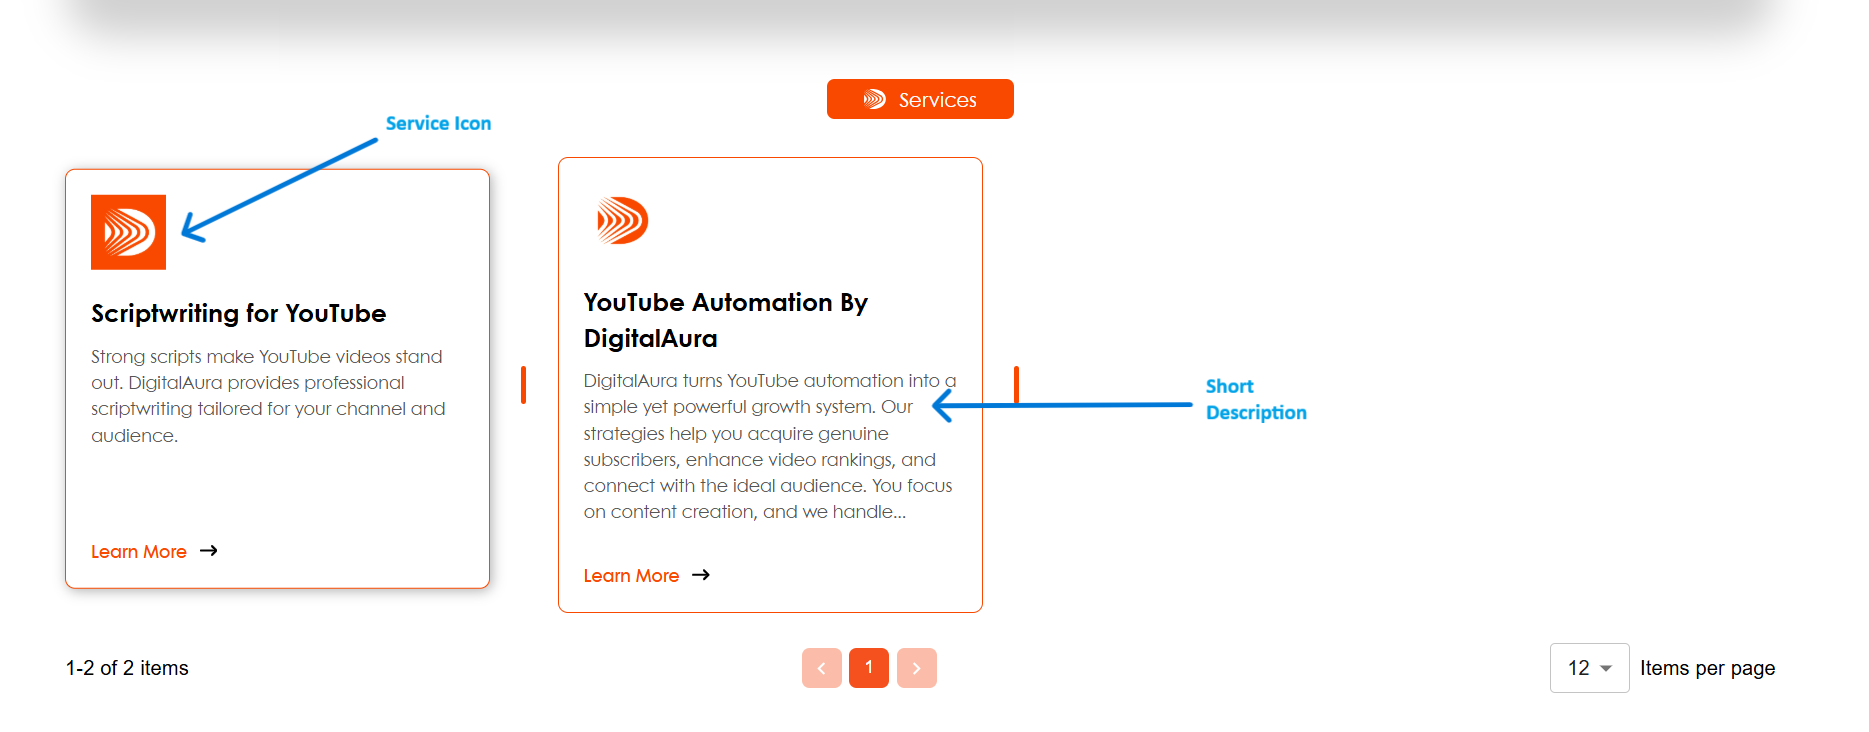 Services
Service Icon
Scriptwriting for YouTube
Strong scripts make YouTube videos stand
out. DigitalAura provides professional
scriptwriting tailored for your channel and
audience.
Learn More
YouTube Automation By
DigitalAura
DigitalAura turns YouTube automation into a
simple yet powerful growth system. Our
strategies help you acquire genuine
subscribers, enhance video rankings, and
connect with the ideal audience. You focus
on content creation, and we handle...
Learn More
Short
Description
1-2 of 2 items
1
12
Items per page